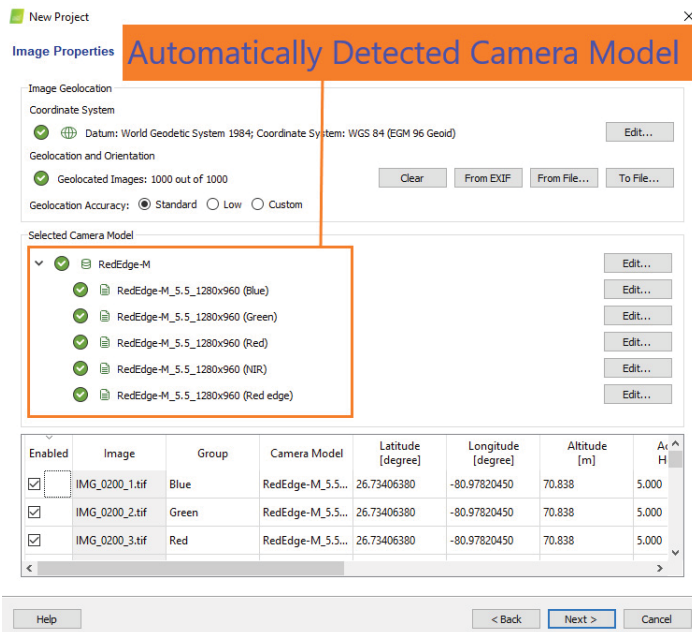 New Project
Image Properties
Automatically Detected Camera Model
Image Geolocation
Coordinate System
Datum: World Geodetic System 1984; Coordinate System: WGS 84 (EGM 96 Geoid)
Edit...
Geolocation and Orientation
Geolocated Images: 1000 out of 1000
Clear
From EXIF
From File...
To File...
Geolocation Accuracy: Standard Low Custom
Selected Camera Model
RedEdge-M
Edit...
RedEdge-M_5.5_1280x960 (Blue)
Edit...
RedEdge-M_5.5_1280x960 (Green)
Edit...
RedEdge-M_5.5_1280x960 (Red)
Edit...
RedEdge-M_5.5_1280x960 (NIR)
Edit...
RedEdge-M_5.5_1280x960 (Red edge)
Edit...
Enabled Image Group Camera Model Latitude [degree] Longitude [degree] Altitude [m]
IMG_0200_1.tif Blue RedEdge-M_5.5... 26.73406380 -80.97820450 70.838 5.000
IMG_0200_2.tif Green RedEdge-M_5.5... 26.73406380 -80.97820450 70.838 5.000
IMG_0200_3.tif Red RedEdge-M_5.5... 26.73406380 -80.97820450 70.838 5.000
Help
< Back
Next >
Cancel